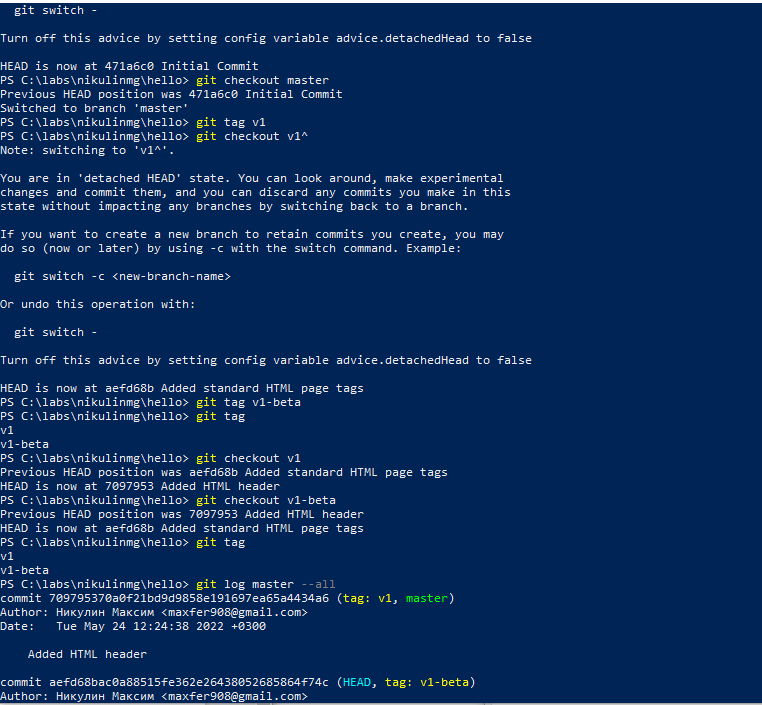 git switch -
Turn off this advice by setting config variable advice.detachedHead to false
HEAD is now at 471a6c0 Initial Commit
PS C:\labs\nikulinmg\hello> git checkout master
Previous HEAD position was 471a6c0 Initial Commit
Switched to branch 'master'
PS C:\labs\nikulinmg\hello> git tag v1
PS C:\labs\nikulinmg\hello> git checkout v1^
Note: switching to 'v1^'.
You are in 'detached HEAD' state. You can look around, make experimental
changes and commit them, and you can discard any commits you make in this
state without impacting any branches by switching back to a branch.
If you want to create a new branch to retain commits you create, you may
do so (now or later) by using -c with the switch command. Example:
git switch -c <new-branch-name>
Or undo this operation with:
git switch -
Turn off this advice by setting config variable advice.detachedHead to false
HEAD is now at aefd68b Added standard HTML page tags
PS C:\labs\nikulinmg\hello> git tag v1-beta
PS C:\labs\nikulinmg\hello> git tag
v1
v1-beta
PS C:\labs\nikulinmg\hello> git checkout v1
Previous HEAD position was aefd68b Added standard HTML page tags
HEAD is now at 7097953 Added HTML header
PS C:\labs\nikulinmg\hello> git checkout v1-beta
Previous HEAD position was 7097953 Added HTML header
HEAD is now at aefd68b Added standard HTML page tags
PS C:\labs\nikulinmg\hello> git tag
v1
v1-beta
PS C:\labs\nikulinmg\hello> git log master --all
commit 709795370a0f21bd9d9858e191697ea65a4434a6 (tag: v1, master)
Author: Никулин Максим <maxfer908@gmail.com>
Date:   Tue May 24 12:24:38 2022 +0300
Added HTML header
commit aefd68bac0a88515fe362e26438052685864f74c (HEAD, tag: v1-beta)
Author: Никулин Максим <maxfer908@gmail.com>